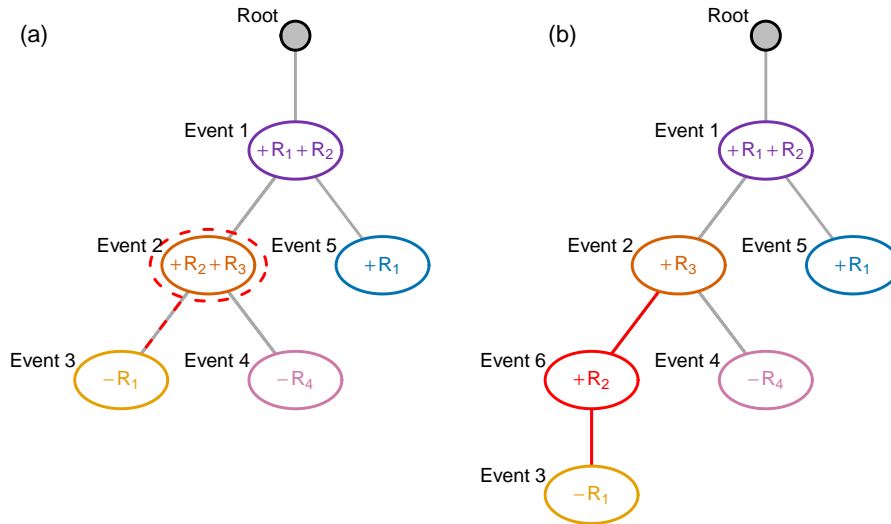 (a)
Root
Event 1
+R₁+R₂
Event 2
+R₂+R₃
Event 5
+R₁
Event 3
−R₁
Event 4
−R₄
(b)
Root
Event 1
+R₁+R₂
Event 2
+R₃
Event 5
+R₁
Event 6
+R₂
Event 4
−R₄
Event 3
−R₁